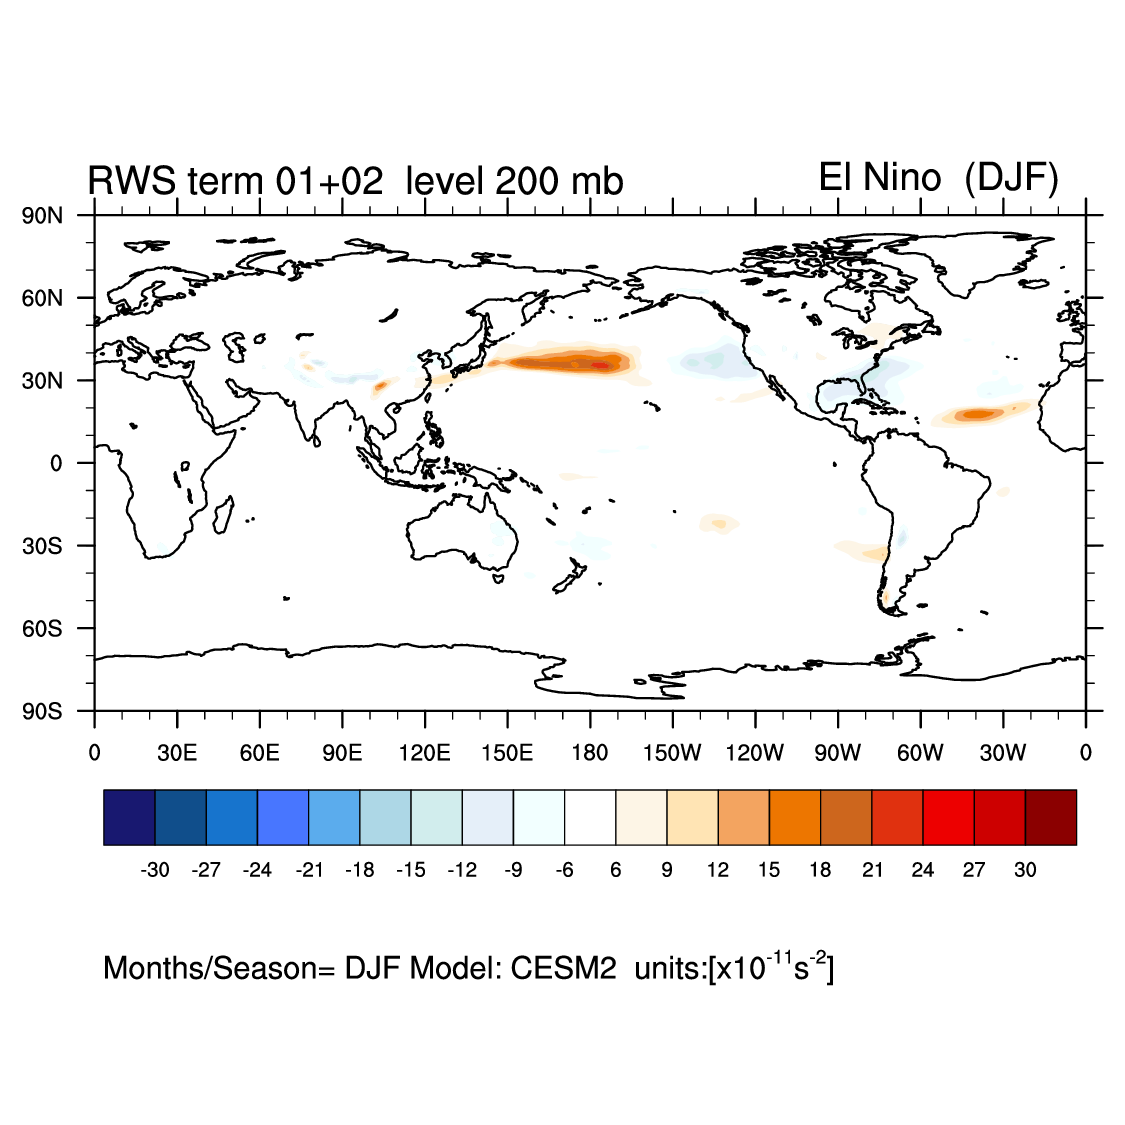 RWS term 01+02  level 200 mb
El Nino  (DJF)
90N
60N
30N
0
30S
60S
90S
0 30E 60E 90E 120E 150E 180 150W 120W 90W 60W 30W 0
-30 -27 -24 -21 -18 -15 -12 -9 -6 6 9 12 15 18 21 24 27 30
Months/Season= DJF Model: CESM2  units:[x10⁻¹¹s⁻²]